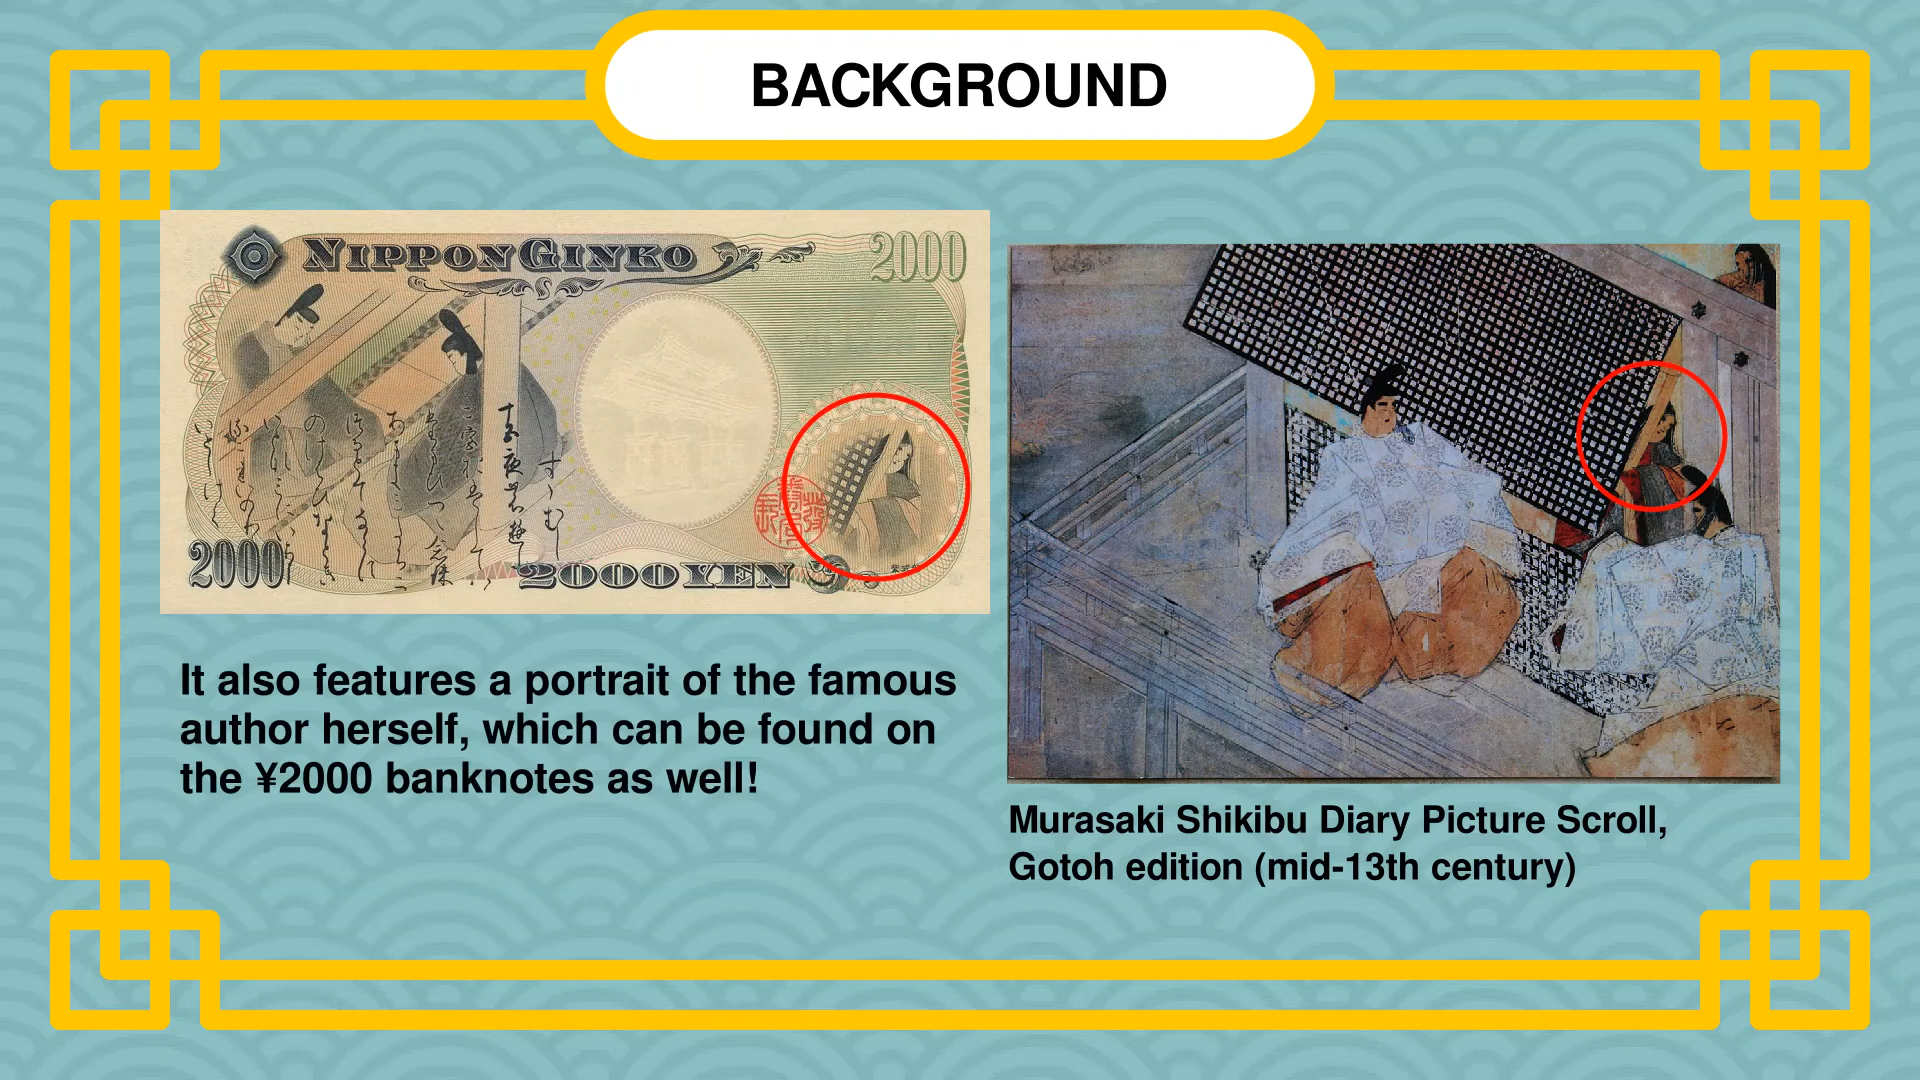 BACKGROUND
NIPPON GINKO
2000
2000
2000 YEN
It also features a portrait of the famous
author herself, which can be found on
the ¥2000 banknotes as well!
Murasaki Shikibu Diary Picture Scroll,
Gotoh edition (mid-13th century)